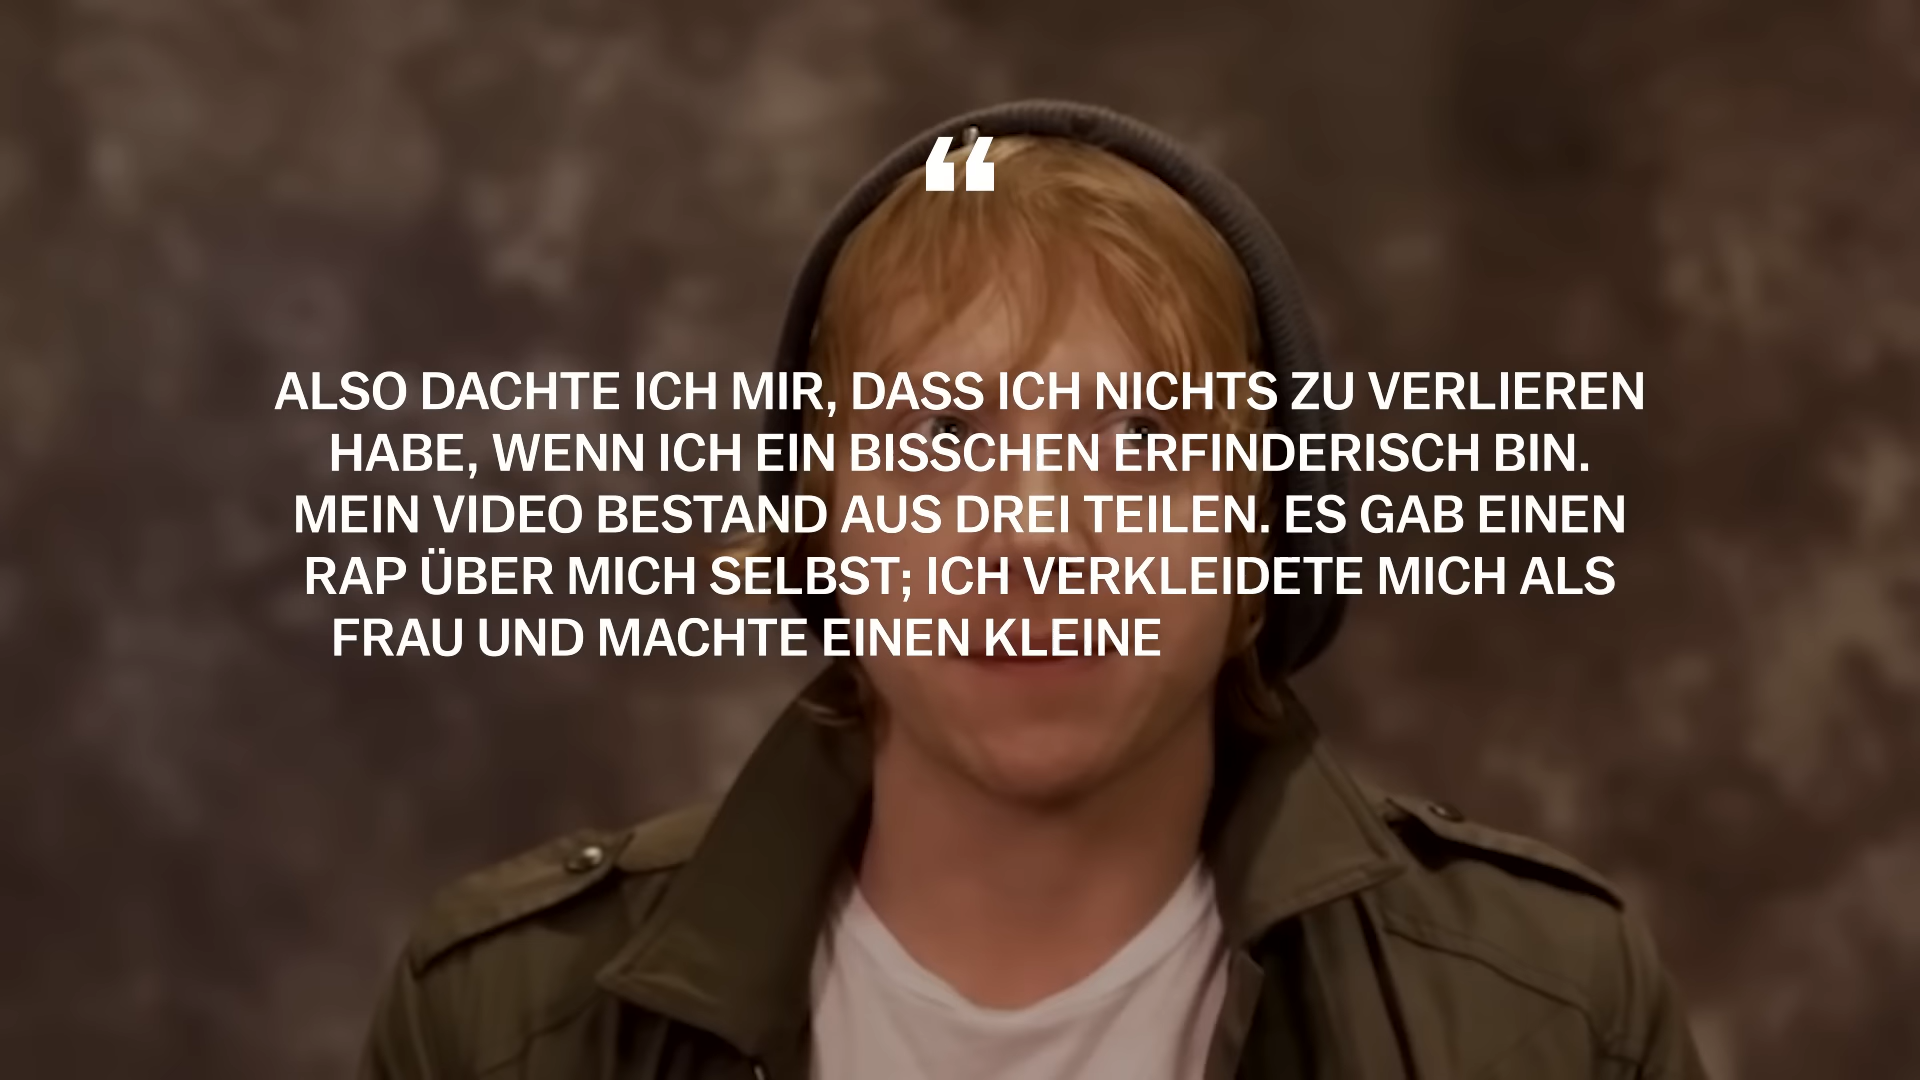 “
ALSO DACHTE ICH MIR, DASS ICH NICHTS ZU VERLIEREN
HABE, WENN ICH EIN BISSCHEN ERFINDERISCH BIN.
MEIN VIDEO BESTAND AUS DREI TEILEN. ES GAB EINEN
RAP ÜBER MICH SELBST; ICH VERKLEIDETE MICH ALS
FRAU UND MACHTE EINEN KLEINE